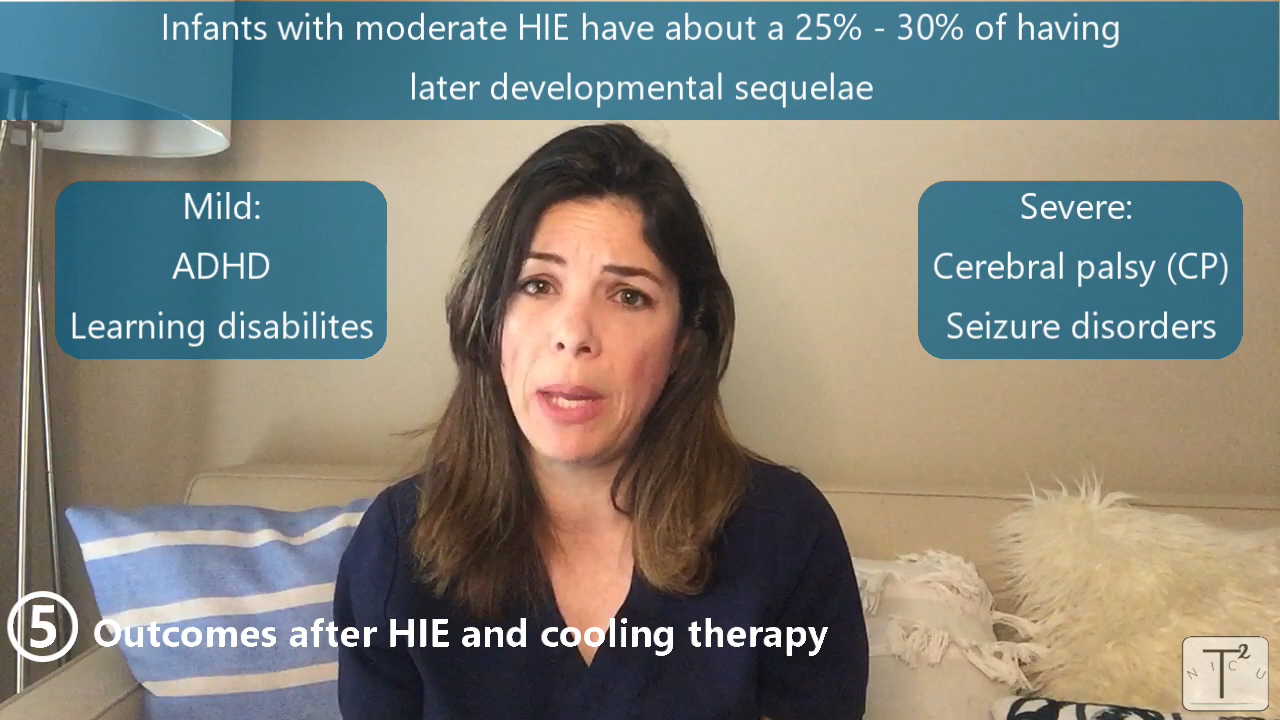 Infants with moderate HIE have about a 25% - 30% of having
later developmental sequelae
Mild:
ADHD
Learning disabilites
Severe:
Cerebral palsy (CP)
Seizure disorders
5 Outcomes after HIE and cooling therapy
T2
NICU